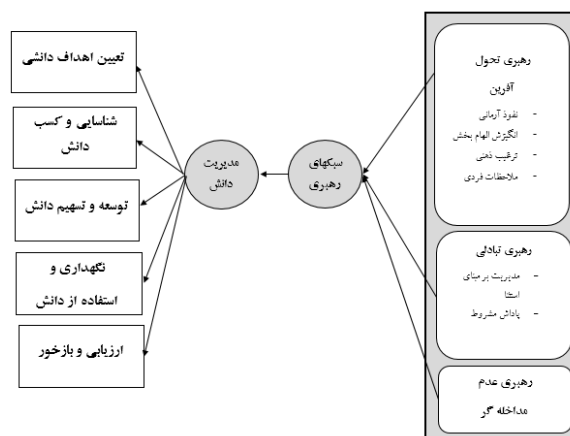 رهبری تحول
آفرین
- نفوذ آرمانی
- انگیزش الهام بخش
- ترغیب ذهنی
- ملاحظات فردی
رهبری تبادلی
- مدیریت بر مبنای
استثنا
- پاداش مشروط
رهبری عدم
مداخله گر
سبکهای
رهبری
مدیریت
دانش
تعیین اهداف دانشی
شناسایی و کسب
دانش
توسعه و تسهیم دانش
نگهداری و
استفاده از دانش
ارزیابی و بازخور